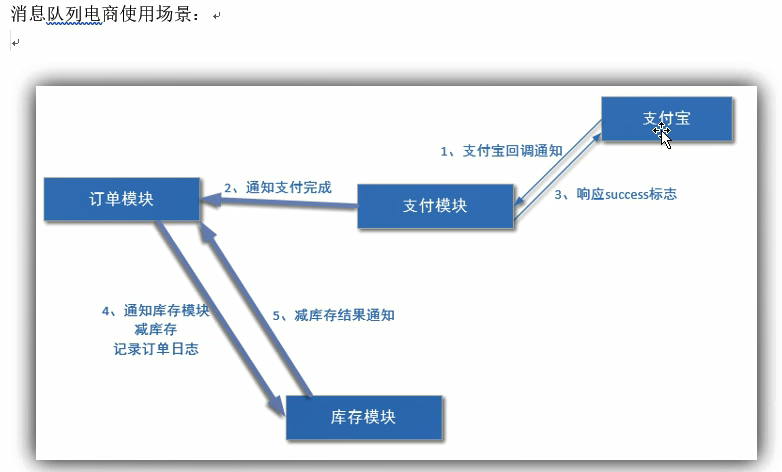 消息队列电商使用场景：
支付宝
1、支付宝回调通知
2、通知支付完成
3、响应success标志
订单模块
支付模块
4、通知库存模块
减库存
记录订单日志
5、减库存结果通知
库存模块